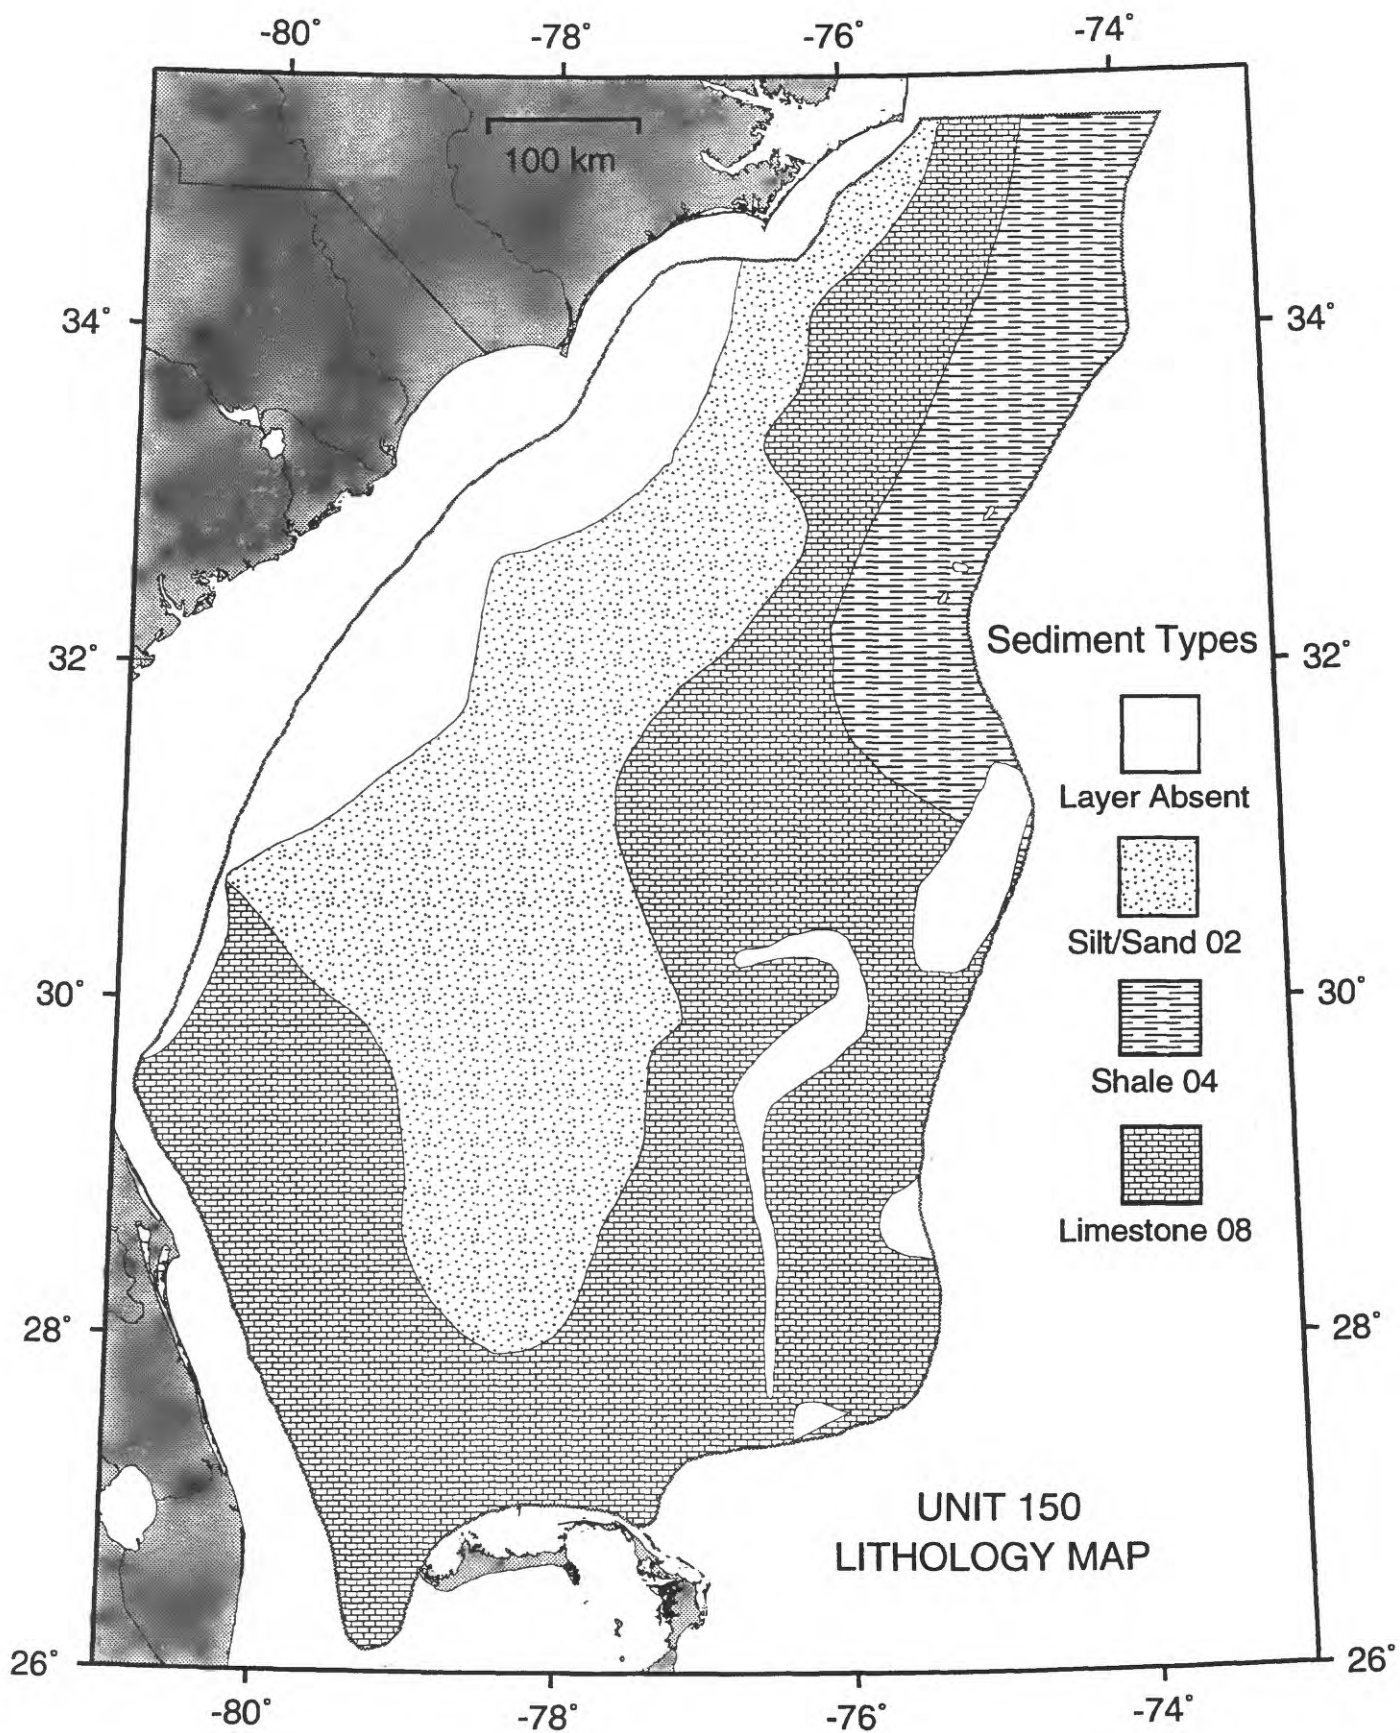 -80° -78° -76° -74°
100 km
34° 34°
32° 32°
Sediment Types
Layer Absent
Silt/Sand 02
30° 30°
Shale 04
Limestone 08
28° 28°
UNIT 150
LITHOLOGY MAP
26° 26°
-80° -78° -76° -74°